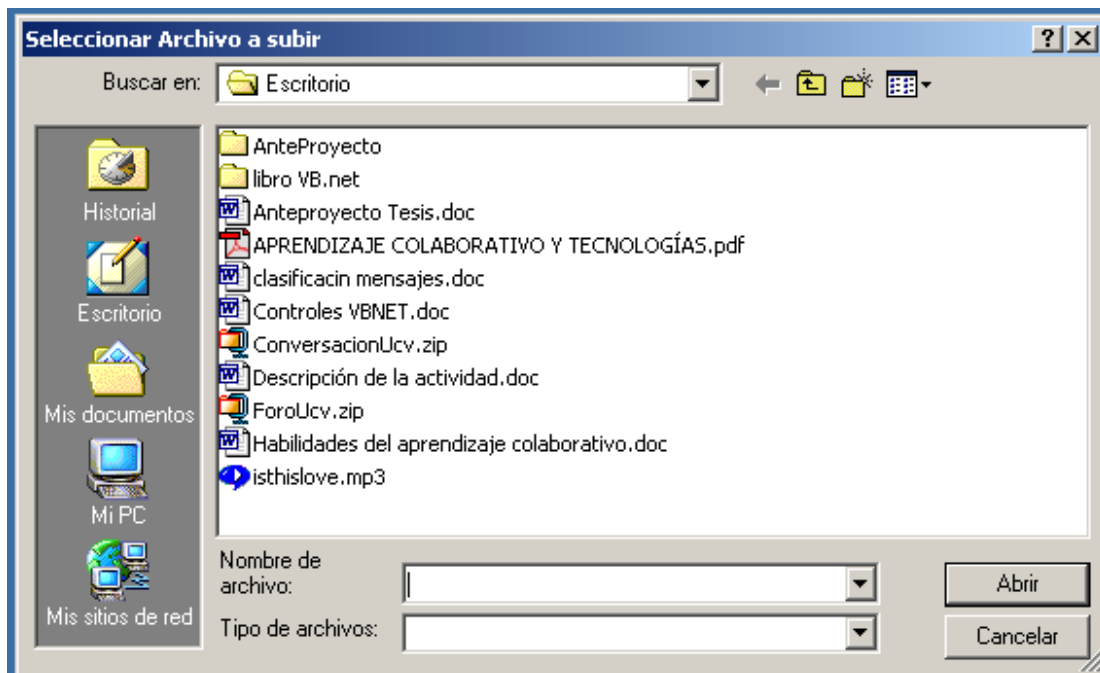 Seleccionar Archivo a subir
Buscar en:
Escritorio
Historial
Escritorio
Mis documentos
Mi PC
Mis sitios de red
AnteProyecto
libro VB.net
Anteproyecto Tesis.doc
APRENDIZAJE COLABORATIVO Y TECNOLOGÍAS.pdf
clasificacin mensajes.doc
Controles VBNET.doc
ConversacionUcv.zip
Descripción de la actividad.doc
ForoUcv.zip
Habilidades del aprendizaje colaborativo.doc
isthislove.mp3
Nombre de
archivo:
Abrir
Tipo de archivos:
Cancelar